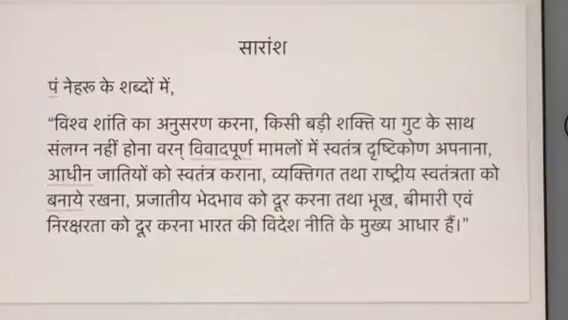 सारांश
पं नेहरू के शब्दों में,
“विश्व शांति का अनुसरण करना, किसी बड़ी शक्ति या गुट के साथ
संलग्न नहीं होना वरन् विवादपूर्ण मामलों में स्वतंत्र दृष्टिकोण अपनाना,
आधीन जातियों को स्वतंत्र कराना, व्यक्तिगत तथा राष्ट्रीय स्वतंत्रता को
बनाये रखना, प्रजातीय भेदभाव को दूर करना तथा भूख, बीमारी एवं
निरक्षरता को दूर करना भारत की विदेश नीति के मुख्य आधार हैं।”